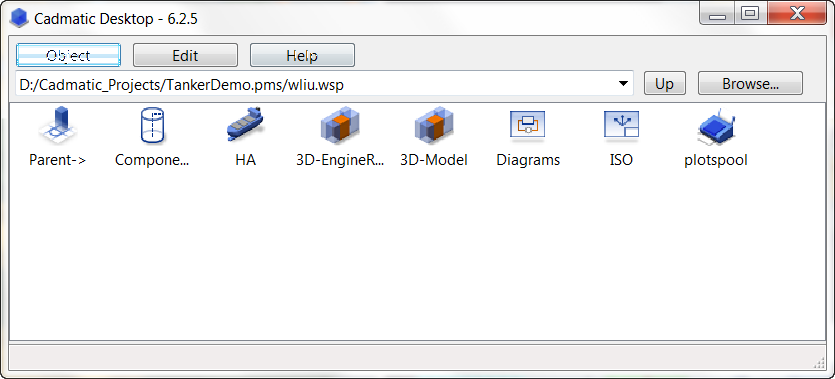 Cadmatic Desktop - 6.2.5
Object Edit Help
D:/Cadmatic_Projects/TankerDemo.pms/wliu.wsp Up Browse...
Parent-> Compone... HA 3D-EngineR... 3D-Model Diagrams ISO plotspool